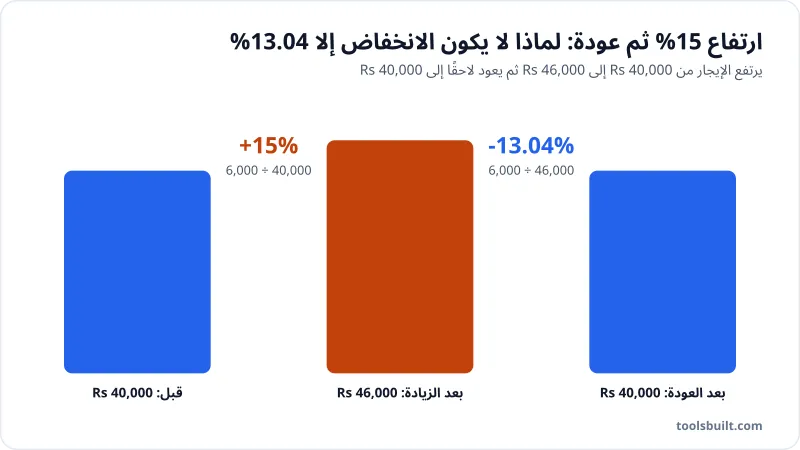 ارتفاع 15% ثم عودة: لماذا لا يكون الانخفاض إلا 13.04%
يرتفع الإيجار من Rs 40,000 إلى Rs 46,000 ثم يعود لاحقًا إلى Rs 40,000
+15%
6,000 ÷ 40,000
-13.04%
6,000 ÷ 46,000
قبل: Rs 40,000
بعد الزيادة: Rs 46,000
بعد العودة: Rs 40,000
toolsbuilt.com